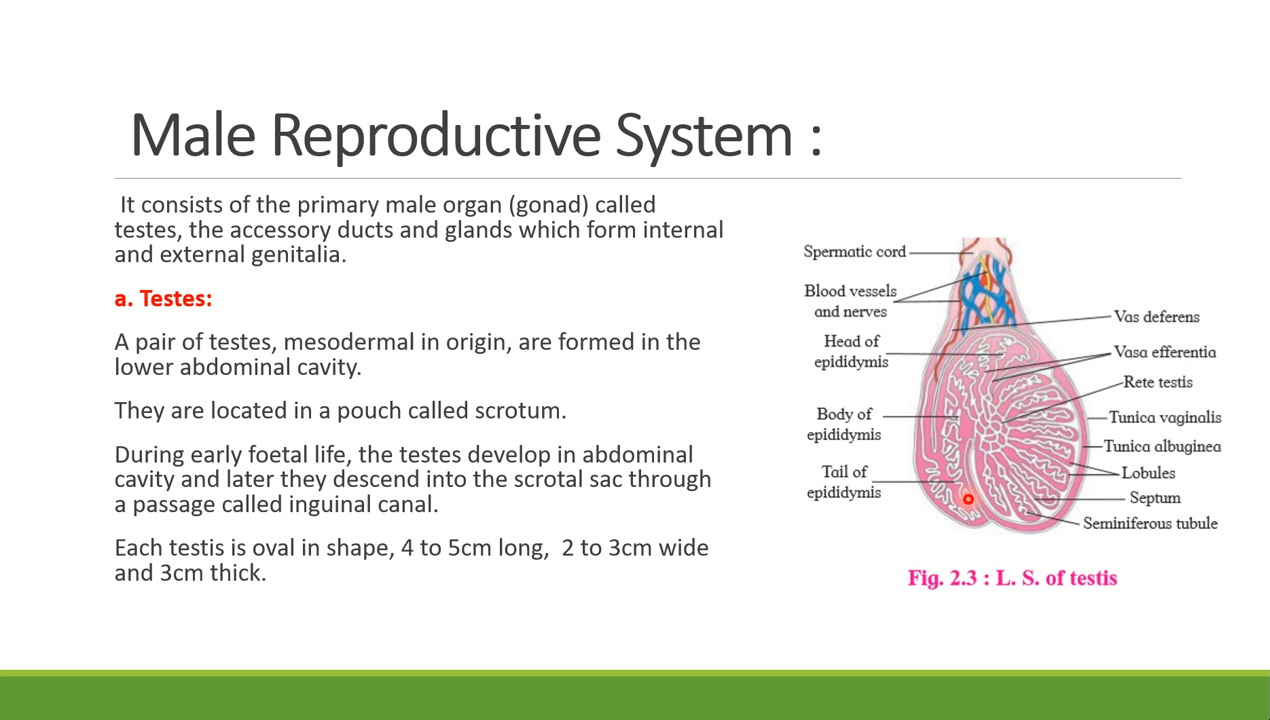 Male Reproductive System :
It consists of the primary male organ (gonad) called
testes, the accessory ducts and glands which form internal
and external genitalia.
a. Testes:
A pair of testes, mesodermal in origin, are formed in the
lower abdominal cavity.
They are located in a pouch called scrotum.
During early foetal life, the testes develop in abdominal
cavity and later they descend into the scrotal sac through
a passage called inguinal canal.
Each testis is oval in shape, 4 to 5cm long,  2 to 3cm wide
and 3cm thick.
Spermatic cord
Blood vessels
and nerves
Head of
epididymis
Body of
epididymis
Tail of
epididymis
Vas deferens
Vasa efferentia
Rete testis
Tunica vaginalis
Tunica albuginea
Lobules
Septum
Seminiferous tubule
Fig. 2.3 : L. S. of testis